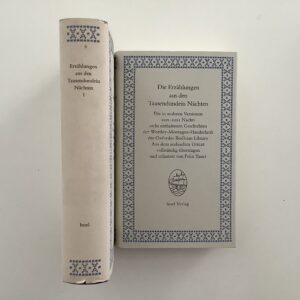 Erzählungen
aus den
Tausendundein
Nächten
1
Insel
Die Erzählungen
aus den
Tausendundein Nächten
Die in anderen Versionen
von »1001 Nacht«
nicht enthaltenen Geschichten
der Wortley-Montague-Handschrift
der Oxforder Bodleian Library
Aus dem arabischen Urtext
vollständig übertragen
und erläutert von Felix Tauer
Insel Verlag